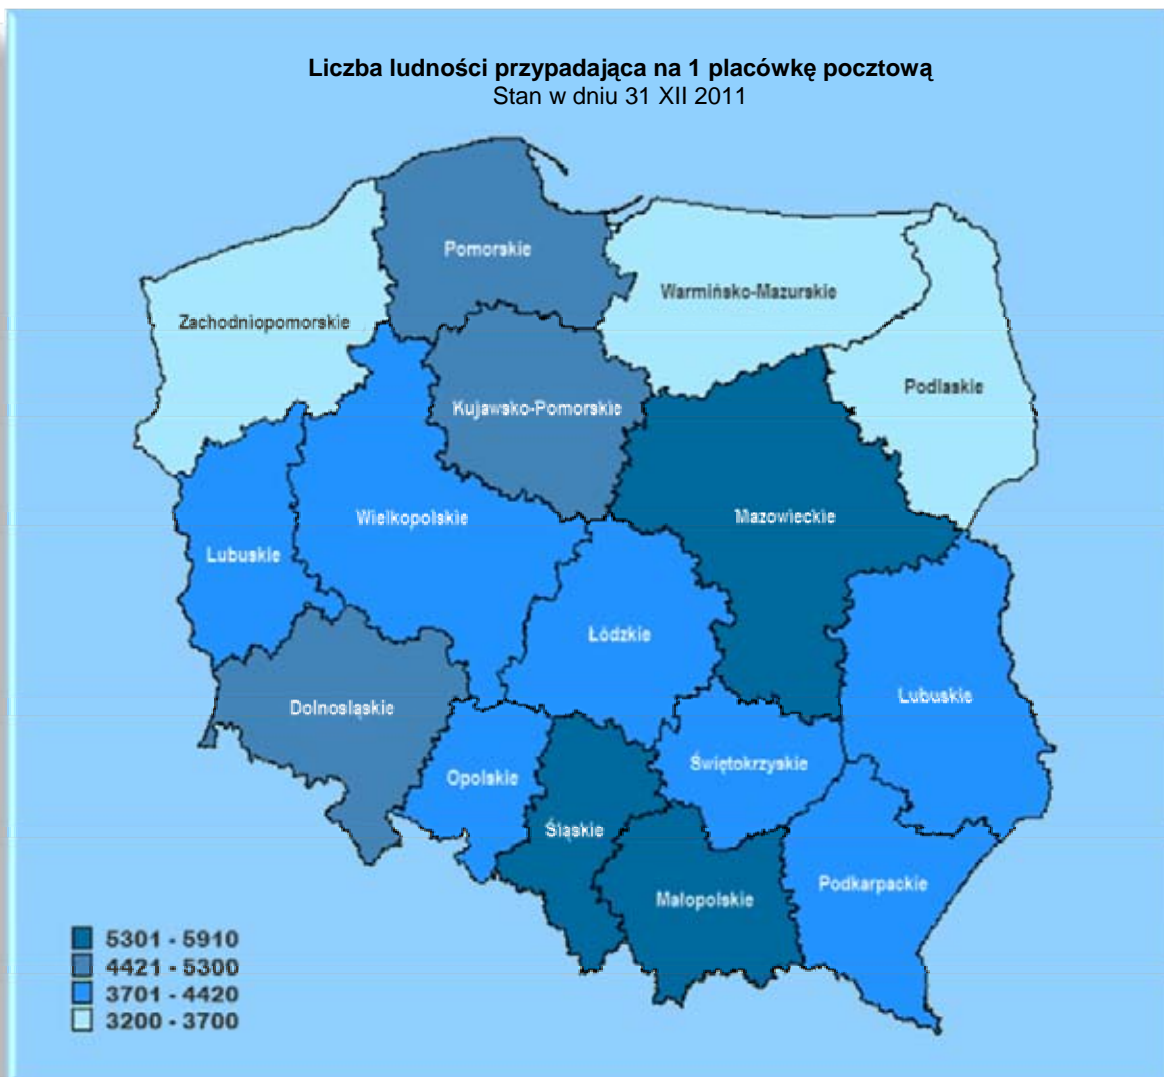 Liczba ludności przypadająca na 1 placówkę pocztową
Stan w dniu 31 XII 2011
Pomorskie
Warmińsko-Mazurskie
Zachodniopomorskie
Podlaskie
Kujawsko-Pomorskie
Wielkopolskie
Mazowieckie
Lubuskie
Łódzkie
Lubuskie
Dolnosląskie
Świętokrzyskie
Opolskie
Śląskie
Podkarpackie
Małopolskie
5301 - 5910
4421 - 5300
3701 - 4420
3200 - 3700